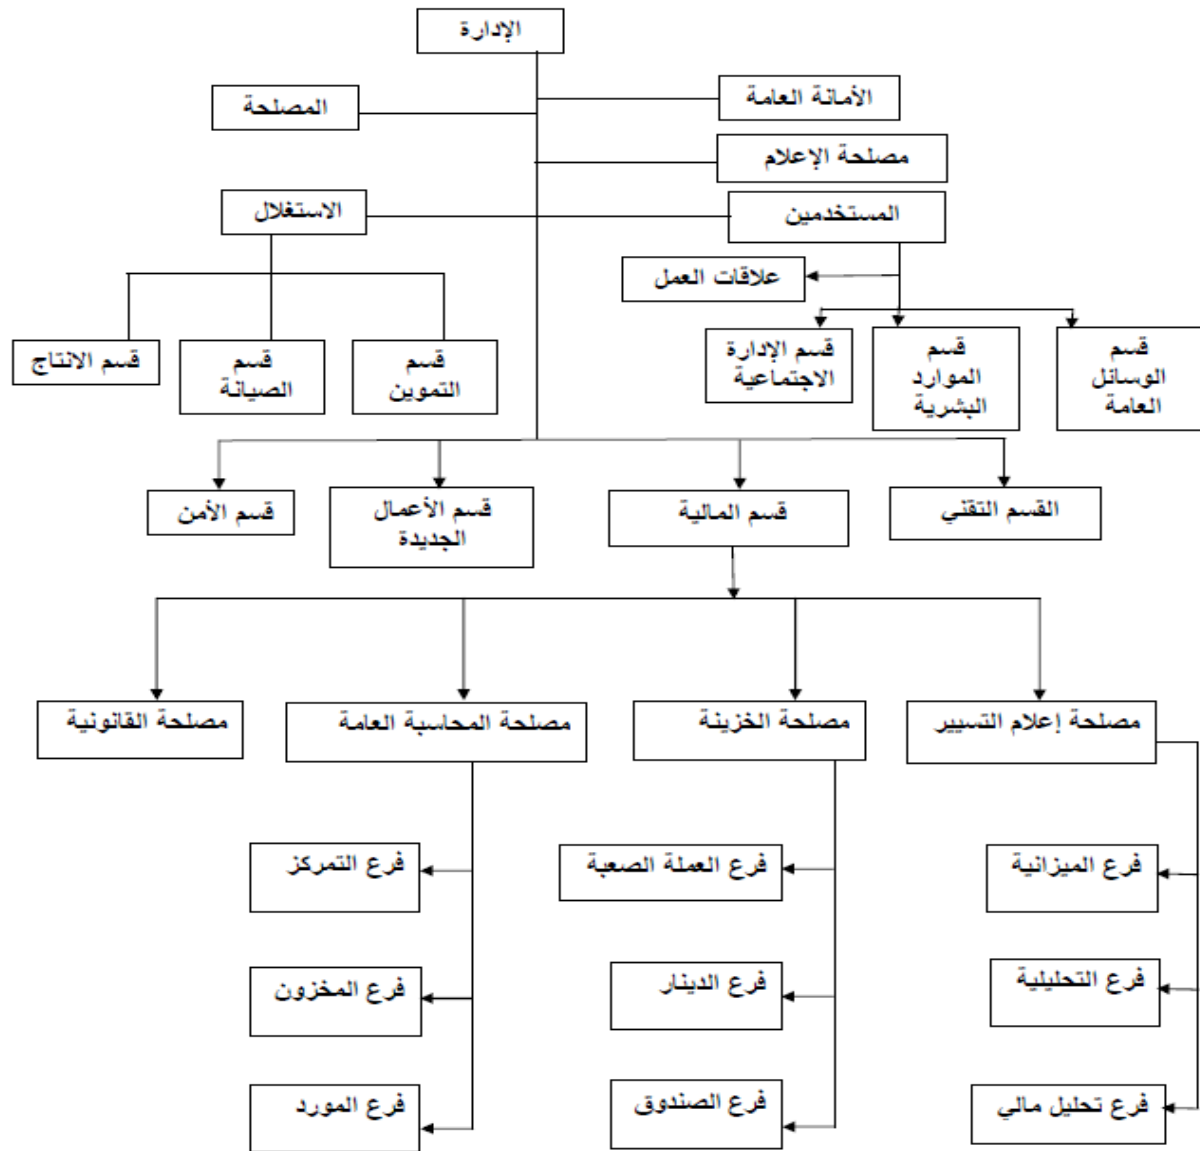 الإدارة
الأمانة العامة
المصلحة
مصلحة الإعلام
المستخدمين
الاستغلال
علاقات العمل
قسم
الوسائل
العامة
قسم
الموارد
البشرية
قسم الإدارة
الاجتماعية
قسم
التموين
قسم
الصيانة
قسم الانتاج
القسم التقني
قسم المالية
قسم الأعمال
الجديدة
قسم الأمن
مصلحة إعلام التسيير
مصلحة الخزينة
مصلحة المحاسبة العامة
مصلحة القانونية
فرع الميزانية
فرع العملة الصعبة
فرع التمركز
فرع التحليلية
فرع الدينار
فرع المخزون
فرع تحليل مالي
فرع الصندوق
فرع المورد